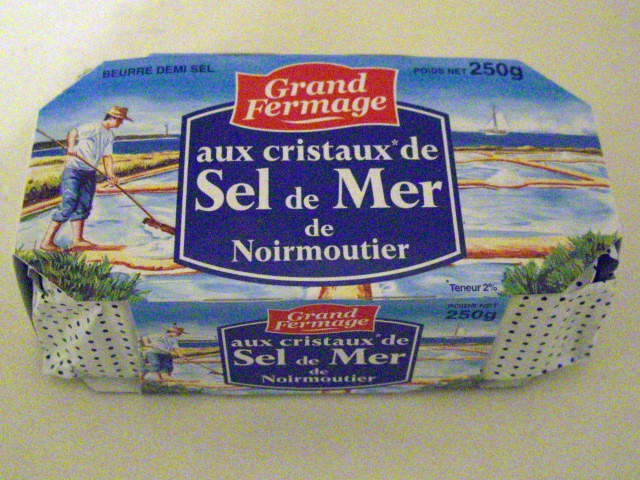 BEURRE DEMI SEL
POIDS NET 250g
Grand
Fermage
aux cristaux*de
Sel de Mer
de
Noirmoutier
*Teneur 2%
POIDS NET
250g
Grand
Fermage
aux cristaux*de
Sel de Mer
de
Noirmoutier